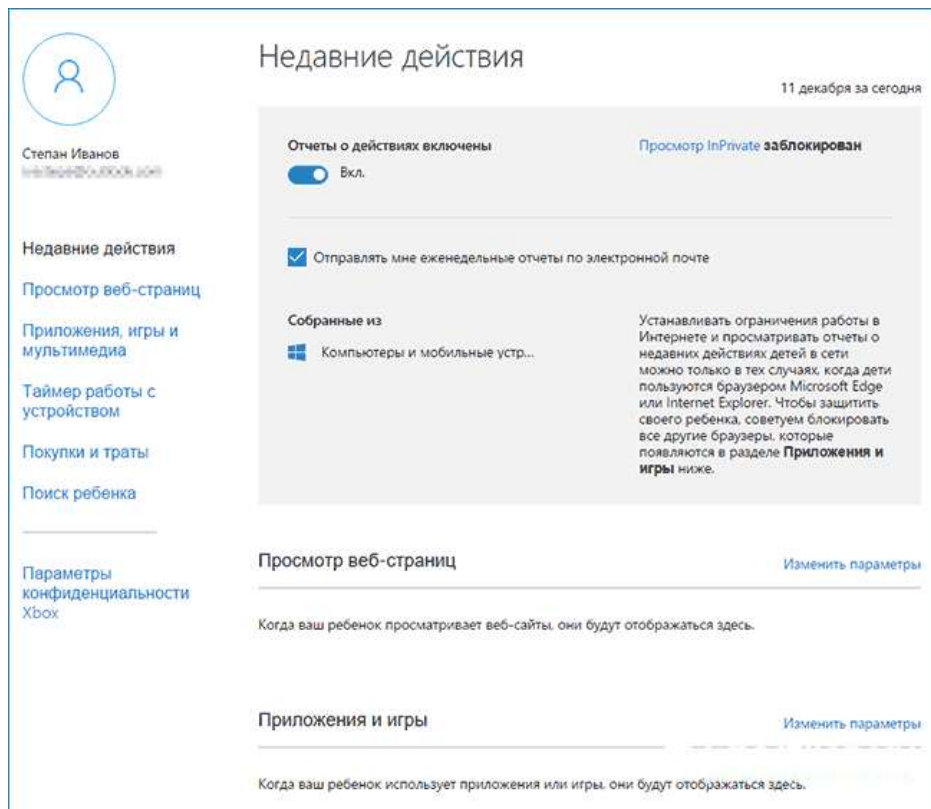 Недавние действия
11 декабря за сегодня
Степан Иванов
Отчеты о действиях включены
Вкл.
Просмотр InPrivate заблокирован
Отправлять мне еженедельные отчеты по электронной почте
Собранные из
Компьютеры и мобильные устр...
Устанавливать ограничения работы в
Интернете и просматривать отчеты о
недавних действиях детей в сети
можно только в тех случаях, когда дети
пользуются браузером Microsoft Edge
или Internet Explorer. Чтобы защитить
своего ребенка, советуем блокировать
все другие браузеры, которые
появляются в разделе Приложения и
игры ниже.
Недавние действия
Просмотр веб-страниц
Приложения, игры и
мультимедиа
Таймер работы с
устройством
Покупки и траты
Поиск ребенка
Параметры
конфиденциальности
Xbox
Просмотр веб-страниц
Изменить параметры
Когда ваш ребенок просматривает веб-сайты, они будут отображаться здесь.
Приложения и игры
Изменить параметры
Когда ваш ребенок использует приложения или игры, они будут отображаться здесь.